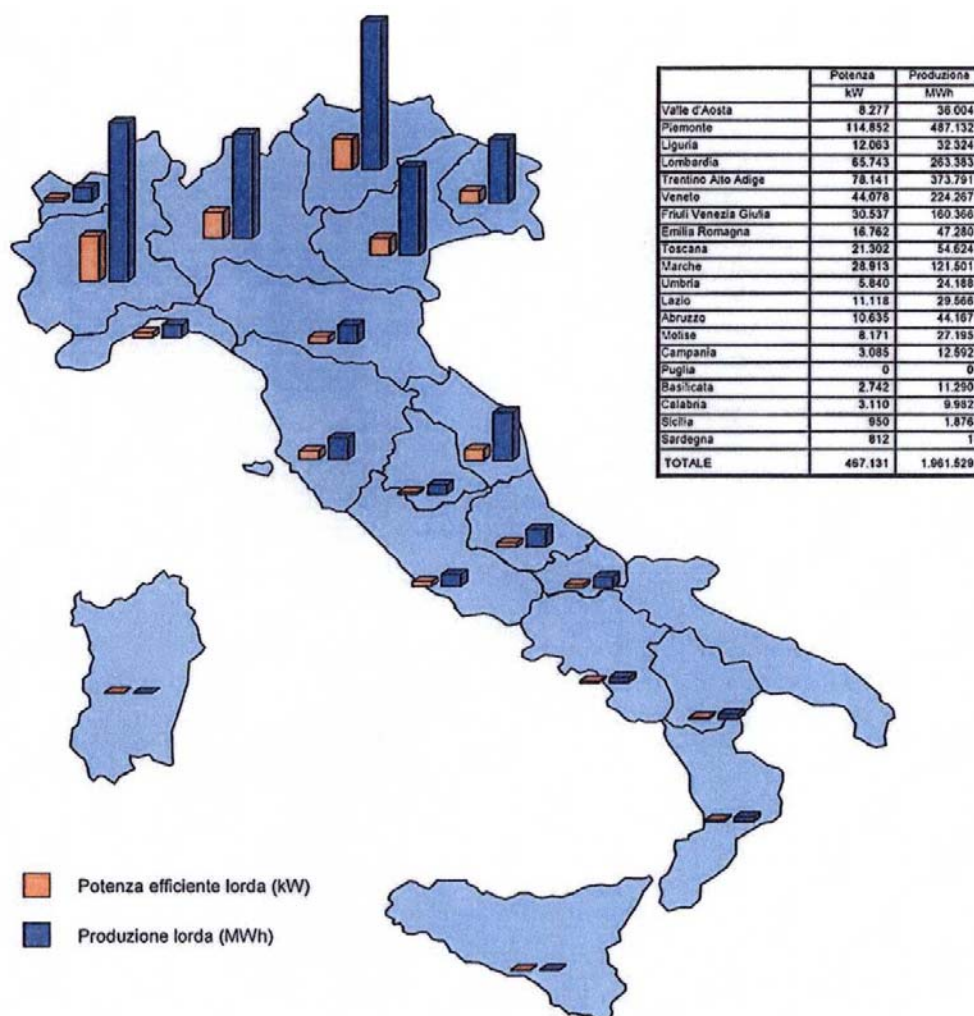 Potenza Produzione
kW MWh
Valle d'Aosta 8.277 36.004
Piemonte 114.852 487.132
Liguria 12.063 32.324
Lombardia 65.743 263.383
Trentino Alto Adige 78.141 373.791
Veneto 44.078 224.267
Friuli Venezia Giulia 30.537 160.366
Emilia Romagna 16.762 47.280
Toscana 21.302 54.624
Marche 28.913 121.501
Umbria 5.840 24.188
Lazio 11.118 29.566
Abruzzo 10.635 44.167
Molise 8.171 27.195
Campania 3.085 12.592
Puglia 0 0
Basilicata 2.742 11.290
Calabria 3.110 9.982
Sicilia 950 1.876
Sardegna 812 1
TOTALE 467.131 1.961.529
Potenza efficiente lorda (kW)
Produzione lorda (MWh)